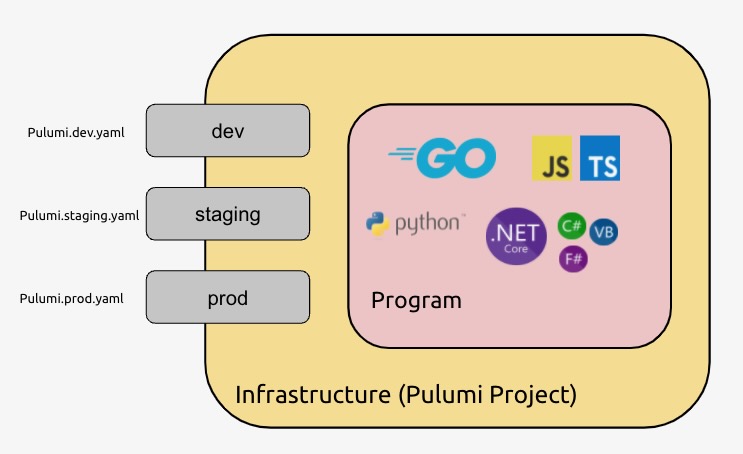 Pulumi.dev.yaml
dev
Pulumi.staging.yaml
staging
Pulumi.prod.yaml
prod
GO
JS
TS
python™
.NET
Core
C#
VB
F#
Program
Infrastructure (Pulumi Project)